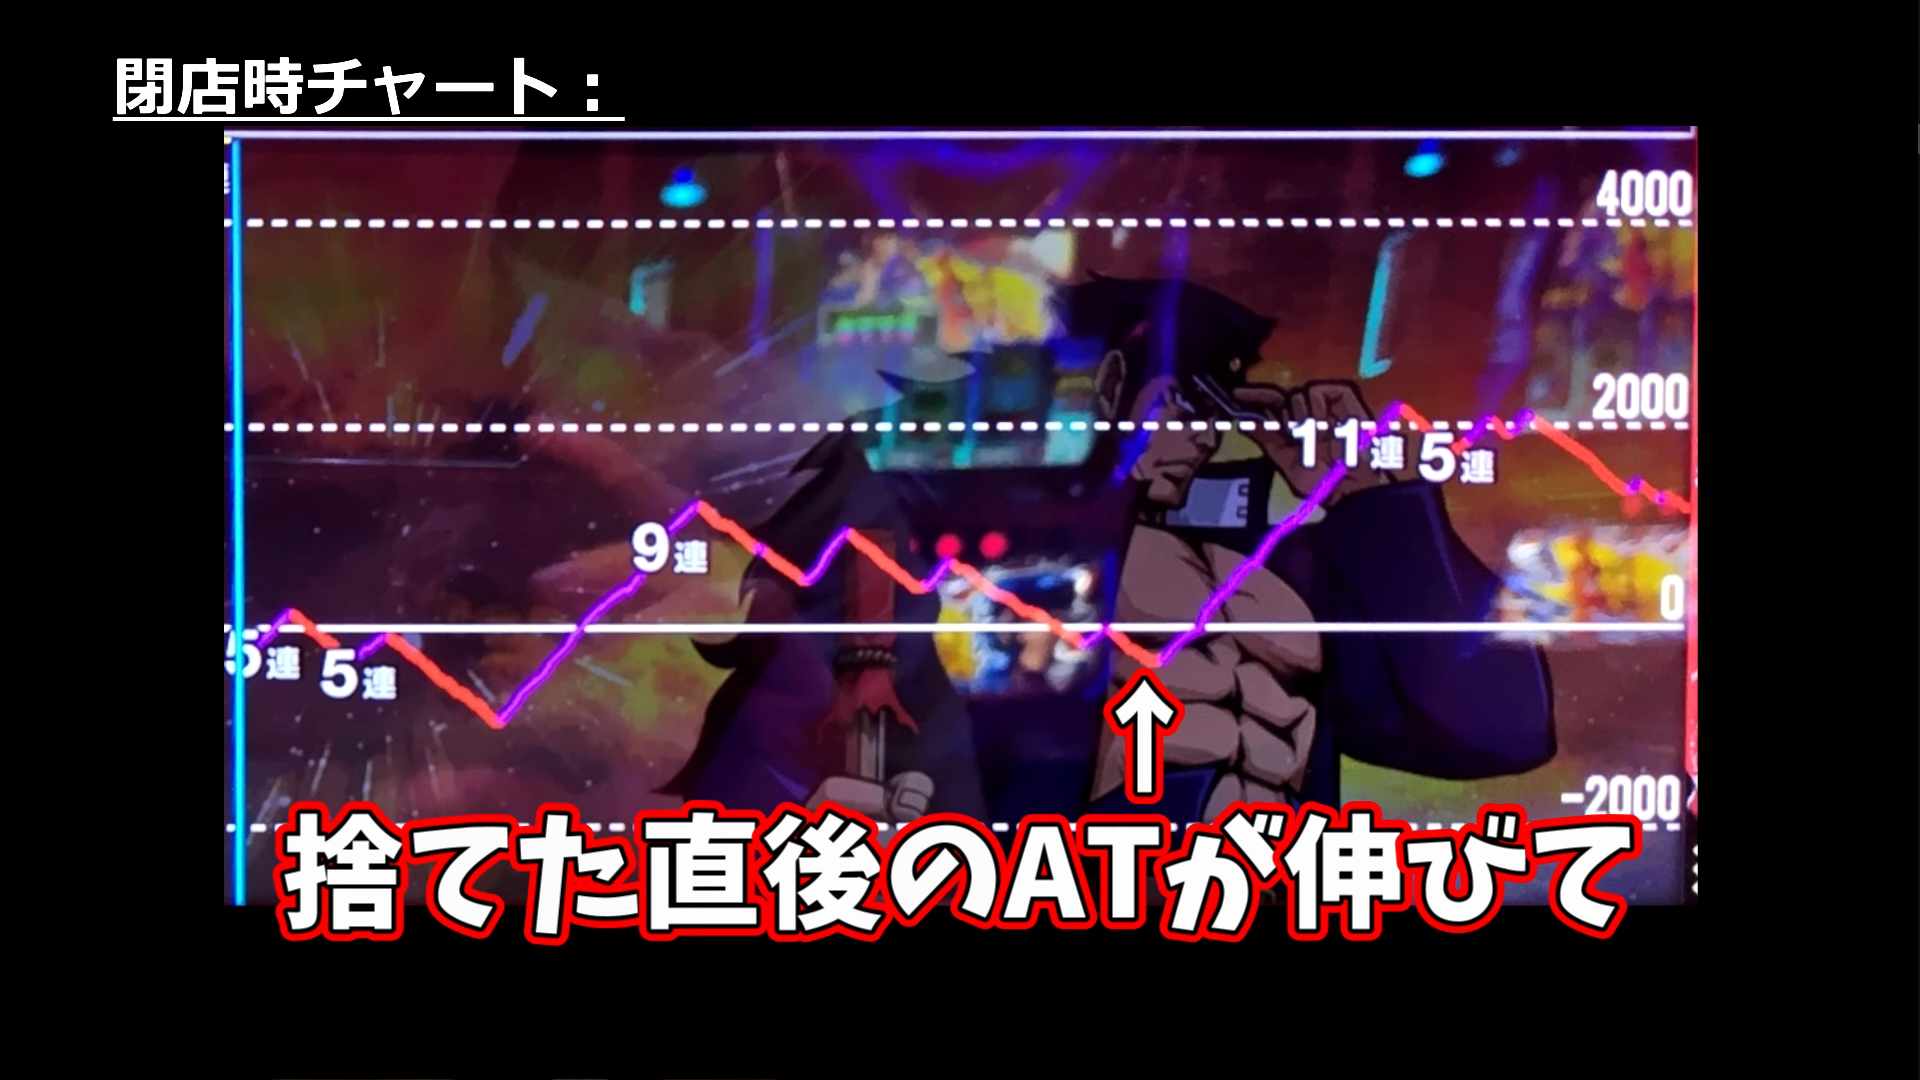 閉店時チャート：
4000
2000
11連 5連
9連
0
5連 5連
-2000
↑
捨てた直後のATが伸びて